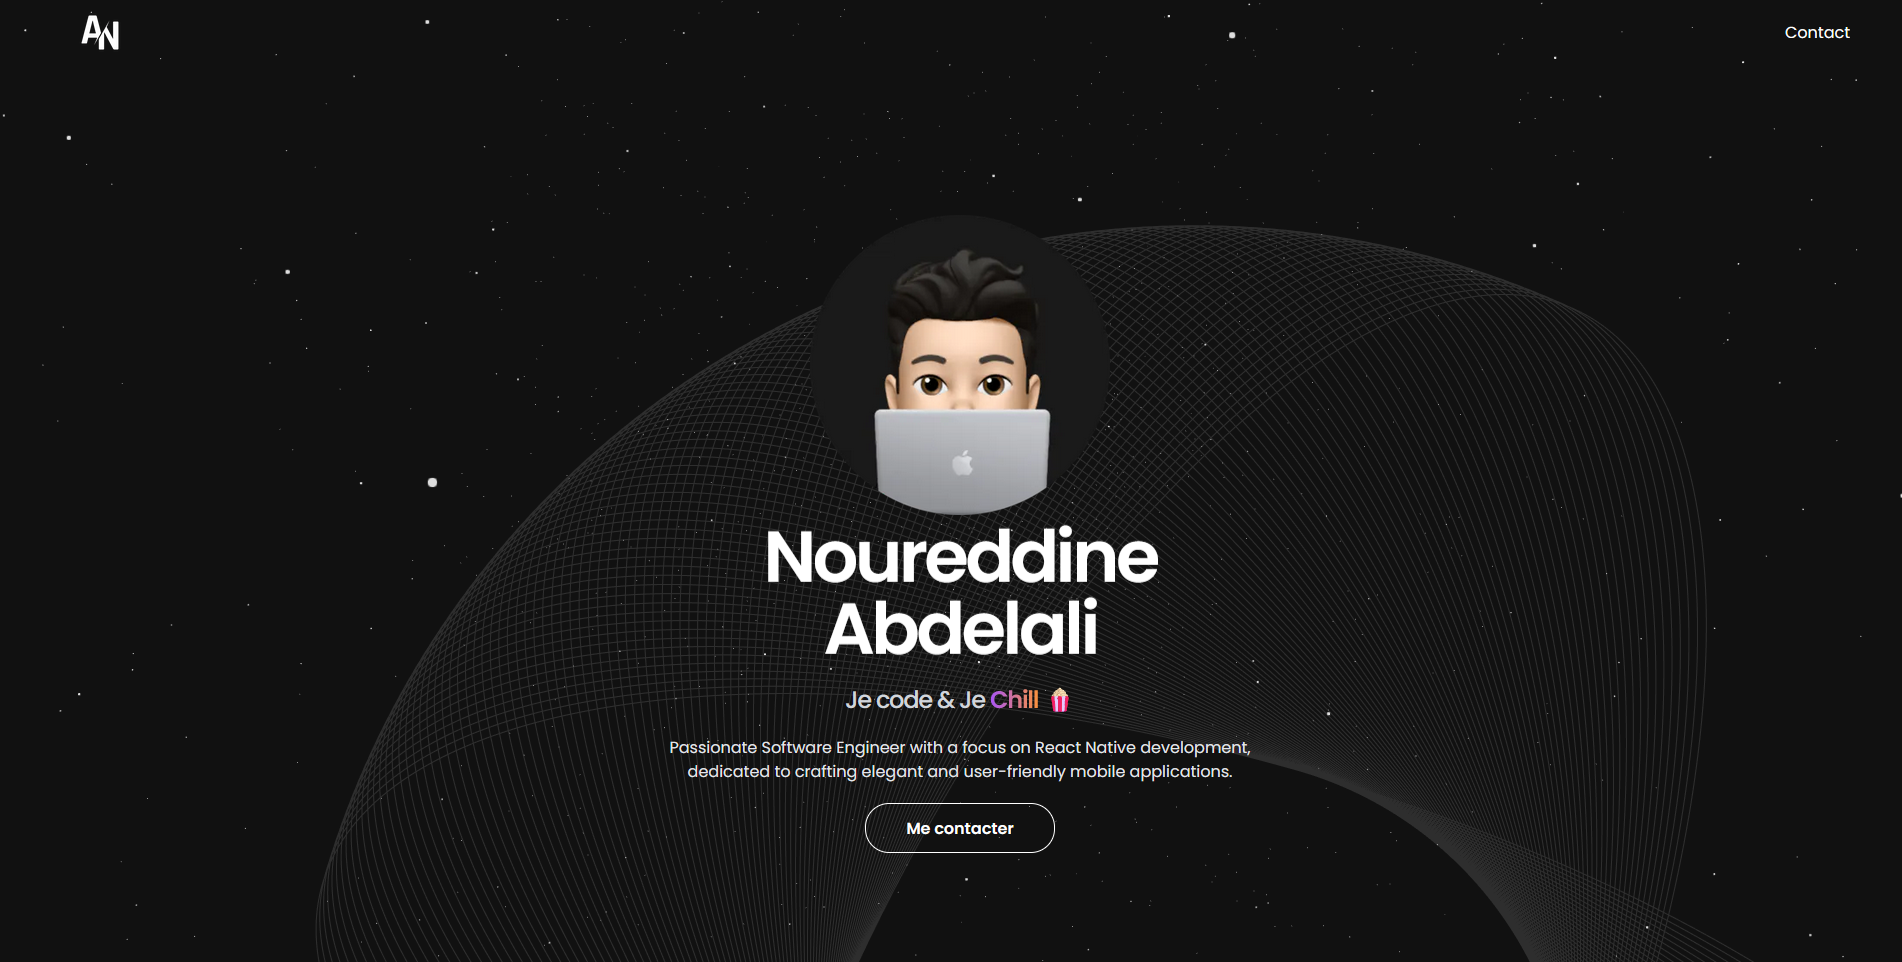 AN
Contact
Noureddine
Abdelali
Je code & Je Chill 🍿
Passionate Software Engineer with a focus on React Native development,
dedicated to crafting elegant and user-friendly mobile applications.
Me contacter